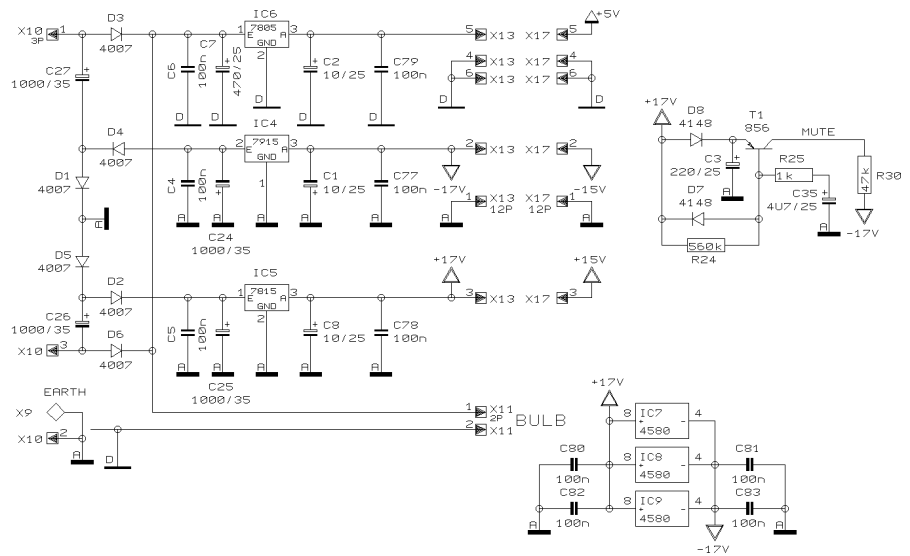 X10 1 3P D3 4007 IC6 1 7805 3 E A GND 2 5 X13 X17 5 +5V
C27 1000/35 C6 100n C7 470/25 C2 10/25 C79 100n 4 4 6 X13 X17 6
D D D D D
D4 4007 IC4 2 7915 3 E A GND 1 2 X13 X17 2
-17V -15V
D1 4007 C4 100n C24 1000/35 C1 10/25 C77 100n 1 X13 12P X17 12P 1
A A A A A A A A
D5 4007
+17V +15V
D2 4007 IC5 1 7815 3 E A GND 2 3 X13 X17 3
C26 1000/35 C5 100n C25 1000/35 C8 10/25 C78 100n
X10 3 D6 4007
A A A A A
EARTH
X9
X10 2
A D
1 X11 2P
2 X11
BULB
+17V D8 4148 T1 856 MUTE
C3 220/25 R25 1k C35 4U7/25 47k R30
A A -17V
D7 4148
560k
R24
+17V
8 IC7 4 + - 4580
C80 100n 8 IC8 4 + - 4580 C81 100n
C82 100n 8 IC9 4 + - 4580 C83 100n
A A
-17V